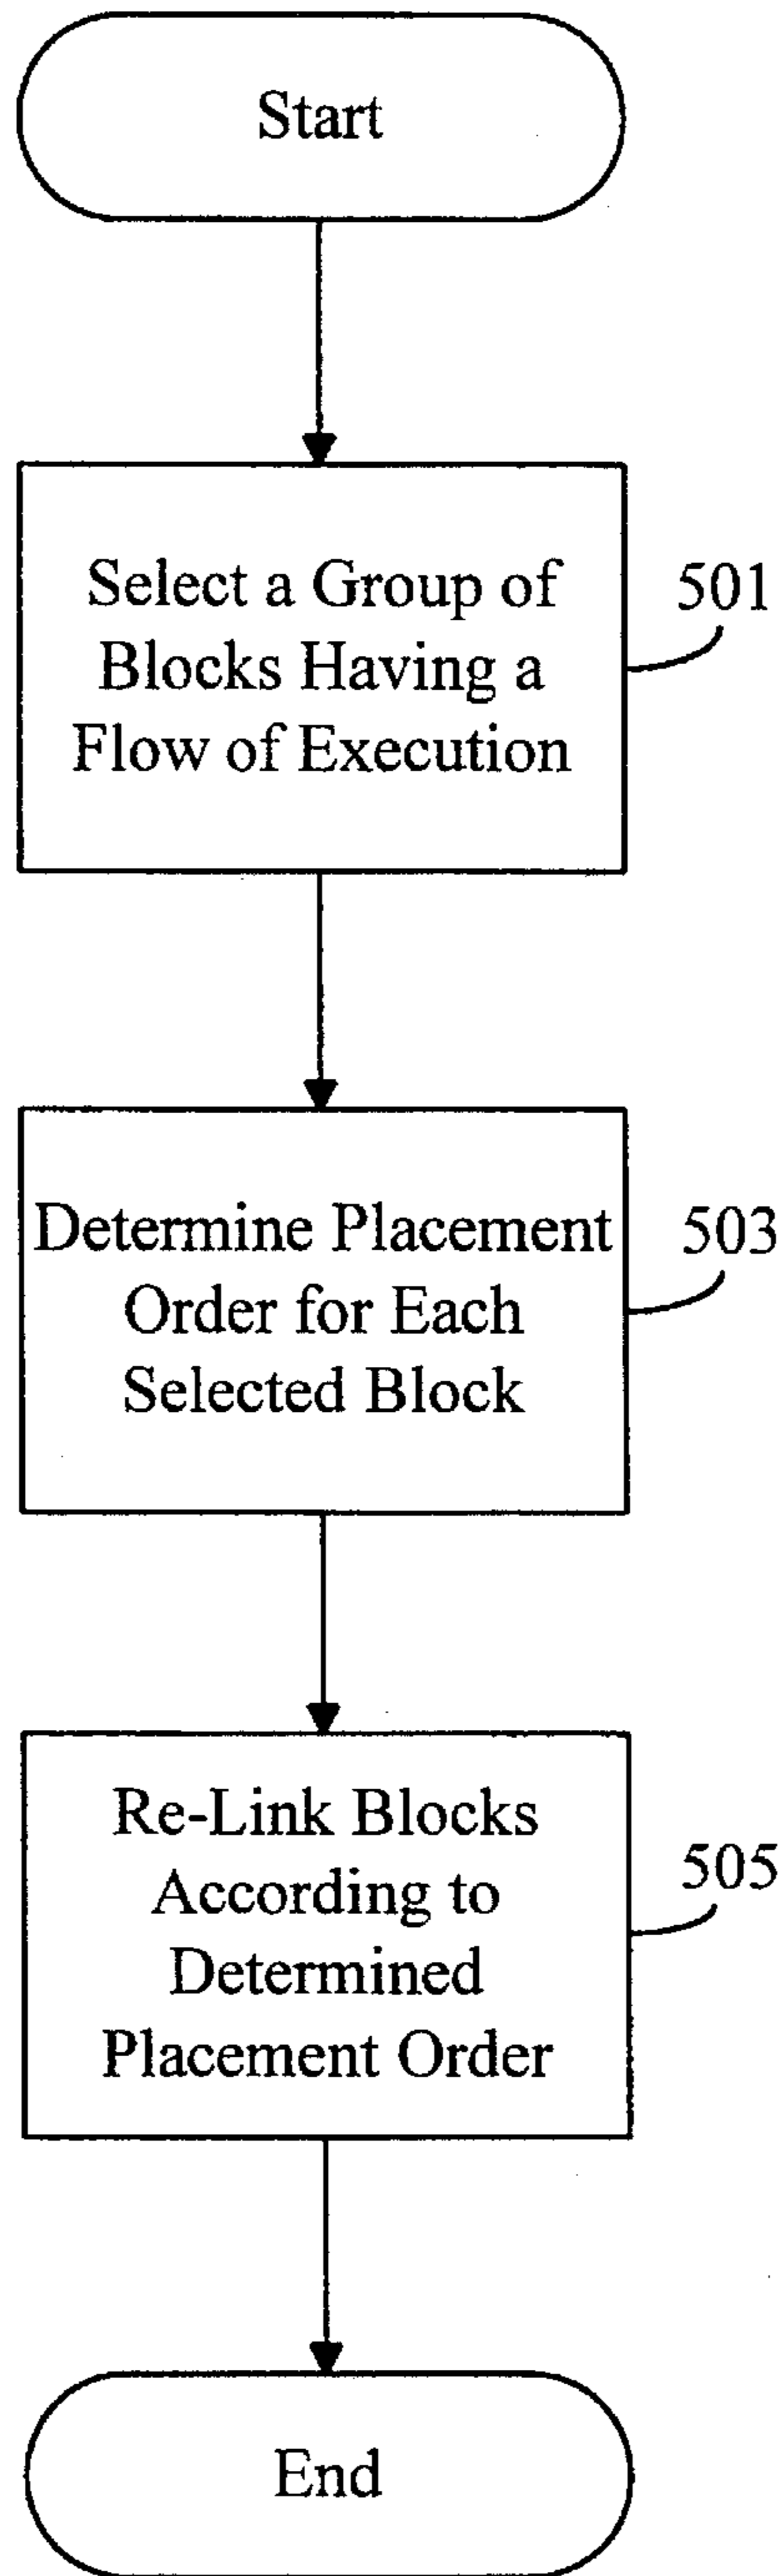 Start
Select a Group of
Blocks Having a
Flow of Execution
501
Determine Placement
Order for Each
Selected Block
503
Re-Link Blocks
According to
Determined
Placement Order
505
End